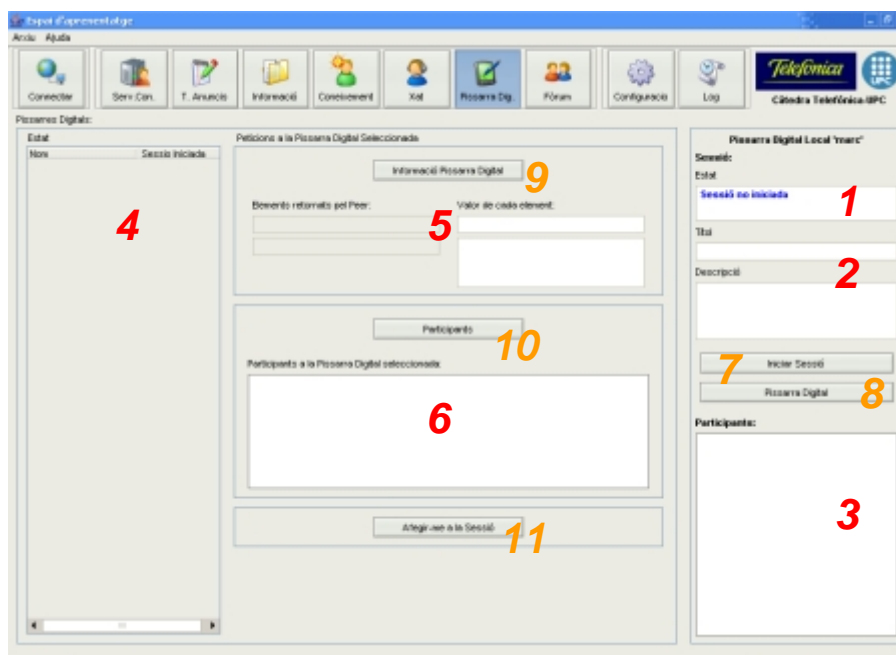 Espai d'aprenentatge
Arxiu Ajuda
Connectar
Serv.Con.
T. Anuncis
Informació
Coneixement
Xat
Pissarra Dig.
Fòrum
Configuració
Log
Telefónica
UPC
Càtedra Telefónica-UPC
Pissarres Digitals:
Estat
Nom Sessió Iniciada
4
Peticions a la Pissarra Digital Seleccionada
Informació Pissarra Digital
9
Elements retornats pel Peer:
5
Valor de cada element:
Participants
10
Participants a la Pissarra Digital seleccionada:
6
Afegir-me a la Sessió
11
Pissarra Digital Local 'marc'
Sessió:
Estat
Sessió no iniciada
1
Títol
2
Descripció
7
Iniciar Sessió
Pissarra Digital
8
Participants:
3